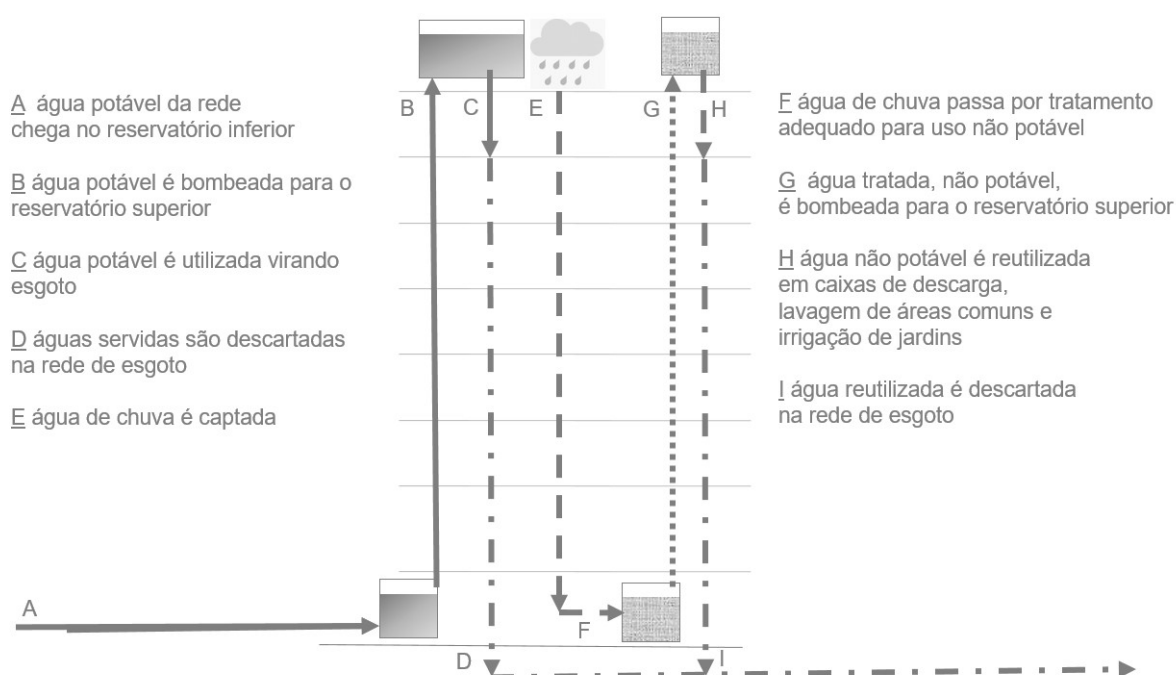 A água potável da rede
chega no reservatório inferior
B água potável é bombeada para o
reservatório superior
C água potável é utilizada virando
esgoto
D águas servidas são descartadas
na rede de esgoto
E água de chuva é captada
B
C
E
G
H
F água de chuva passa por tratamento
adequado para uso não potável
G água tratada, não potável,
é bombeada para o reservatório superior
H água não potável é reutilizada
em caixas de descarga,
lavagem de áreas comuns e
irrigação de jardins
I água reutilizada é descartada
na rede de esgoto
A
F
D
I